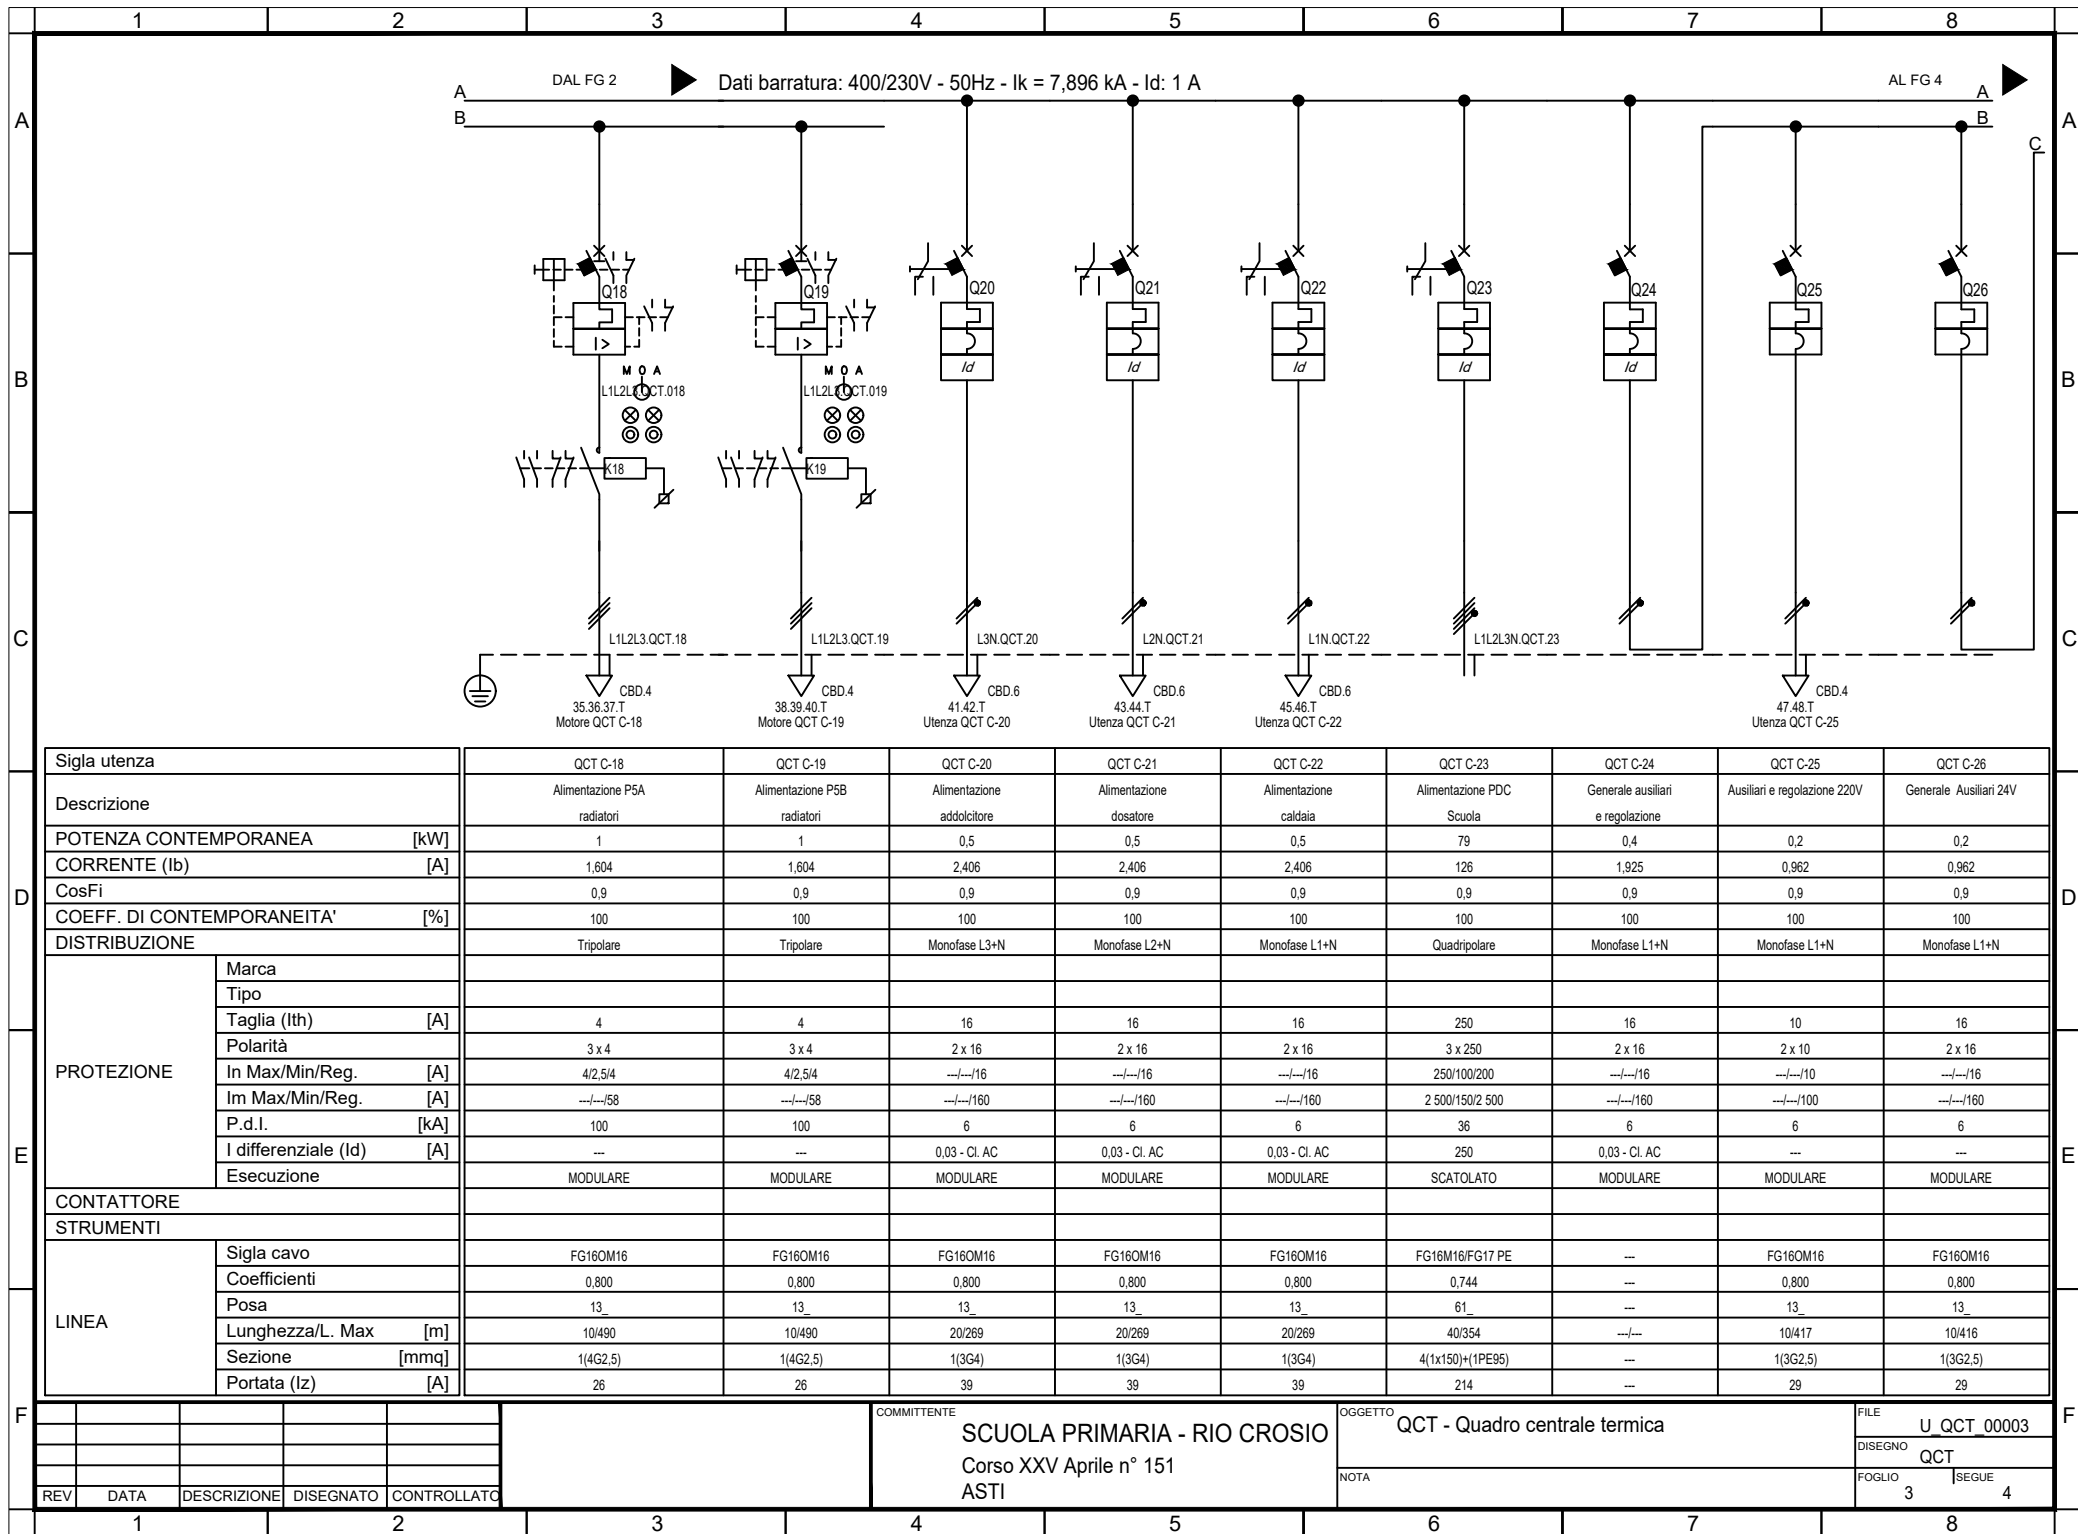 1 2 3 4 5 6 7 8
DAL FG 2 Dati barratura: 400/230V - 50Hz - Ik = 7,896 kA - Id: 1 A AL FG 4
A A
B B
C
A A
Q18 Q19 Q20 Q21 Q22 Q23 Q24 Q25 Q26
I > I >
Id Id Id Id Id
M 0 A M 0 A
B B
L1L2L3.QCT.018 L1L2L3.QCT.019
K18 K19
C C
L1L2L3.QCT.18 L1L2L3.QCT.19 L3N.QCT.20 L2N.QCT.21 L1N.QCT.22 L1L2L3N.QCT.23
CBD.4 CBD.4 CBD.6 CBD.6 CBD.6 CBD.4
35.36.37.T 38.39.40.T 41.42.T 43.44.T 45.46.T 47.48.T
Motore QCT C-18 Motore QCT C-19 Utenza QCT C-20 Utenza QCT C-21 Utenza QCT C-22 Utenza QCT C-25
Sigla utenza QCT C-18 QCT C-19 QCT C-20 QCT C-21 QCT C-22 QCT C-23 QCT C-24 QCT C-25 QCT C-26
Descrizione Alimentazione P5A Alimentazione P5B Alimentazione Alimentazione Alimentazione Alimentazione PDC Generale ausiliari Ausiliari e regolazione 220V Generale Ausiliari 24V
radiatori radiatori addolcitore dosatore caldaia Scuola e regolazione
POTENZA CONTEMPORANEA [kW] 1 1 0,5 0,5 0,5 79 0,4 0,2 0,2
CORRENTE (Ib) [A] 1,604 1,604 2,406 2,406 2,406 126 1,925 0,962 0,962
D D
CosFi 0,9 0,9 0,9 0,9 0,9 0,9 0,9 0,9 0,9
COEFF. DI CONTEMPORANEITA' [%] 100 100 100 100 100 100 100 100 100
DISTRIBUZIONE Tripolare Tripolare Monofase L3+N Monofase L2+N Monofase L1+N Quadripolare Monofase L1+N Monofase L1+N Monofase L1+N
PROTEZIONE
Marca
Tipo
Taglia (Ith) [A] 4 4 16 16 16 250 16 10 16
Polarità 3 x 4 3 x 4 2 x 16 2 x 16 2 x 16 3 x 250 2 x 16 2 x 10 2 x 16
In Max/Min/Reg. [A] 4/2,5/4 4/2,5/4 ---/---/16 ---/---/16 ---/---/16 250/100/200 ---/---/16 ---/---/10 ---/---/16
Im Max/Min/Reg. [A] ---/---/58 ---/---/58 ---/---/160 ---/---/160 ---/---/160 2 500/150/2 500 ---/---/160 ---/---/100 ---/---/160
P.d.I. [kA] 100 100 6 6 6 36 6 6 6
I differenziale (Id) [A] --- --- 0,03 - Cl. AC 0,03 - Cl. AC 0,03 - Cl. AC 250 0,03 - Cl. AC --- ---
E E
Esecuzione MODULARE MODULARE MODULARE MODULARE MODULARE SCATOLATO MODULARE MODULARE MODULARE
CONTATTORE
STRUMENTI
LINEA
Sigla cavo FG16OM16 FG16OM16 FG16OM16 FG16OM16 FG16OM16 FG16M16/FG17 PE --- FG16OM16 FG16OM16
Coefficienti 0,800 0,800 0,800 0,800 0,800 0,744 --- 0,800 0,800
Posa 13_ 13_ 13_ 13_ 13_ 61_ --- 13_ 13_
Lunghezza/L. Max [m] 10/490 10/490 20/269 20/269 20/269 40/354 ---/--- 10/417 10/416
Sezione [mmq] 1(4G2,5) 1(4G2,5) 1(3G4) 1(3G4) 1(3G4) 4(1x150)+(1PE95) --- 1(3G2,5) 1(3G2,5)
Portata (Iz) [A] 26 26 39 39 39 214 --- 29 29
F F
COMMITTENTE
SCUOLA PRIMARIA - RIO CROSIO
Corso XXV Aprile n° 151
ASTI
OGGETTO QCT - Quadro centrale termica
NOTA
FILE U_QCT_00003
DISEGNO QCT
FOGLIO SEGUE
3 4
REV DATA DESCRIZIONE DISEGNATO CONTROLLATO
1 2 3 4 5 6 7 8